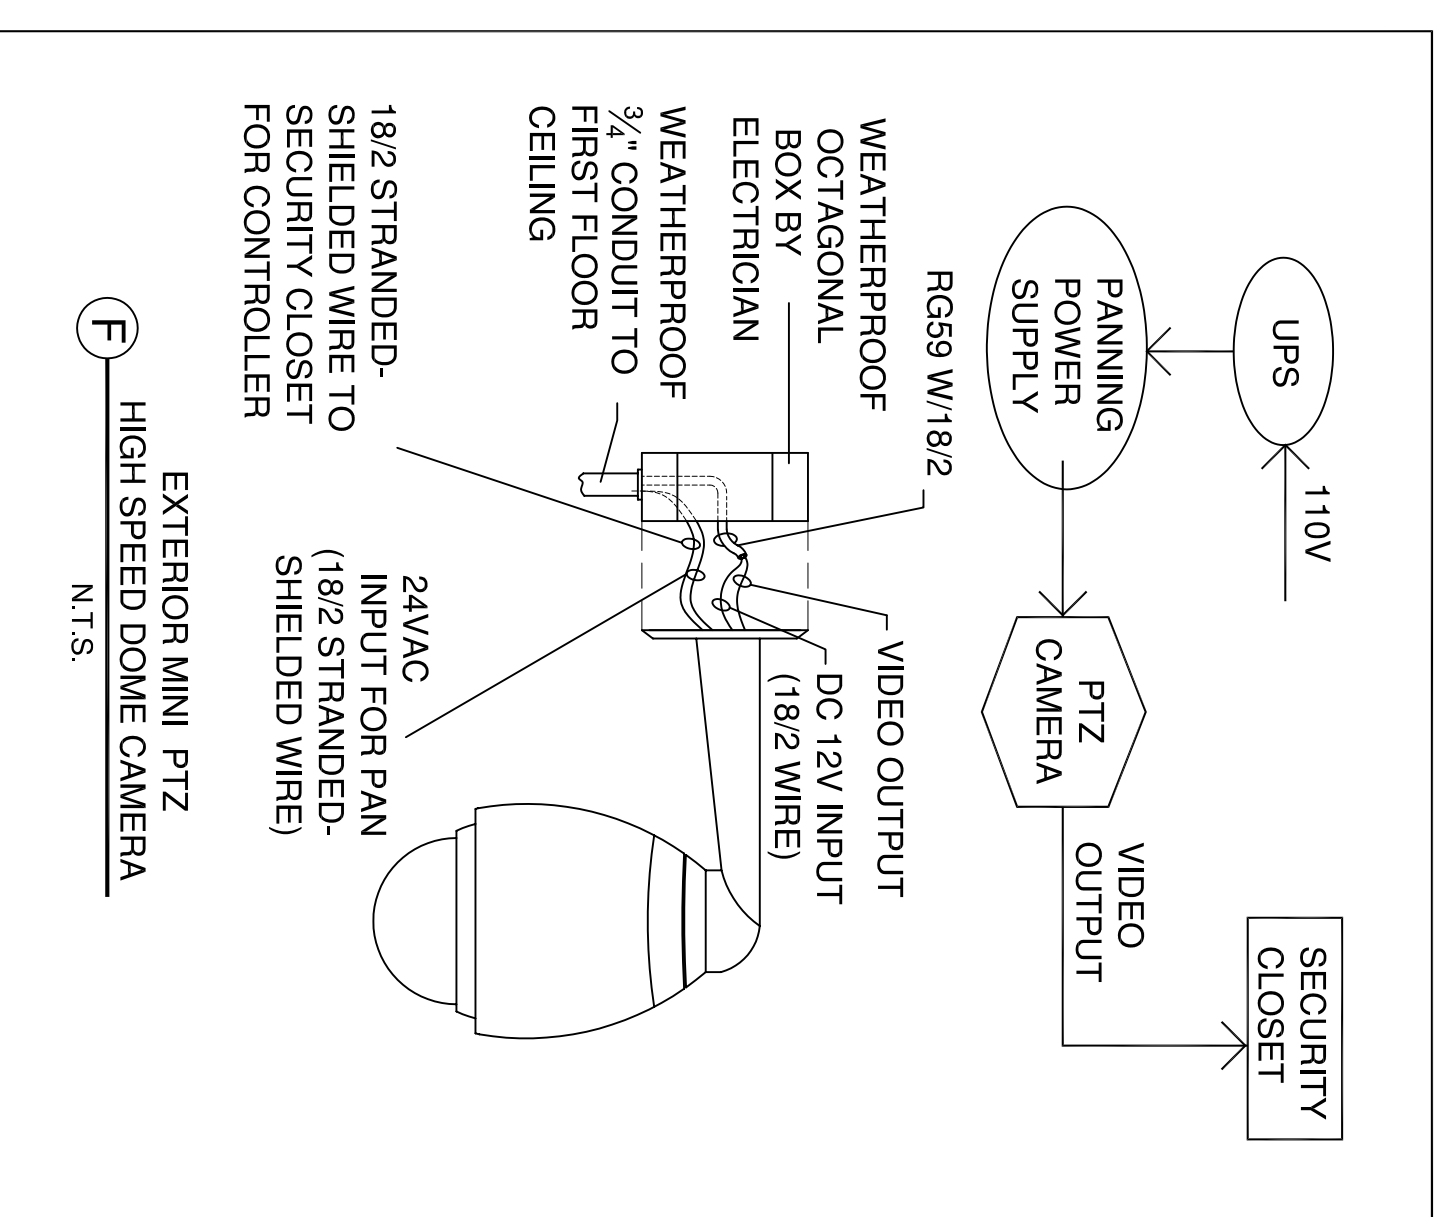 110V
UPS
SECURITY
CLOSET
PANNING
POWER
SUPPLY
PTZ
CAMERA
VIDEO
OUTPUT
RG59 W/18/2
WEATHERPROOF
OCTAGONAL
BOX BY
ELECTRICIAN
VIDEO OUTPUT
DC 12V INPUT
(18/2 WIRE)
WEATHERPROOF
¾" CONDUIT TO
FIRST FLOOR
CEILING
18/2 STRANDED-
SHIELDED WIRE TO
SECURITY CLOSET
FOR CONTROLLER
24VAC
INPUT FOR PAN
(18/2 STRANDED-
SHIELDED WIRE)
EXTERIOR MINI PTZ
F HIGH SPEED DOME CAMERA
N.T.S.